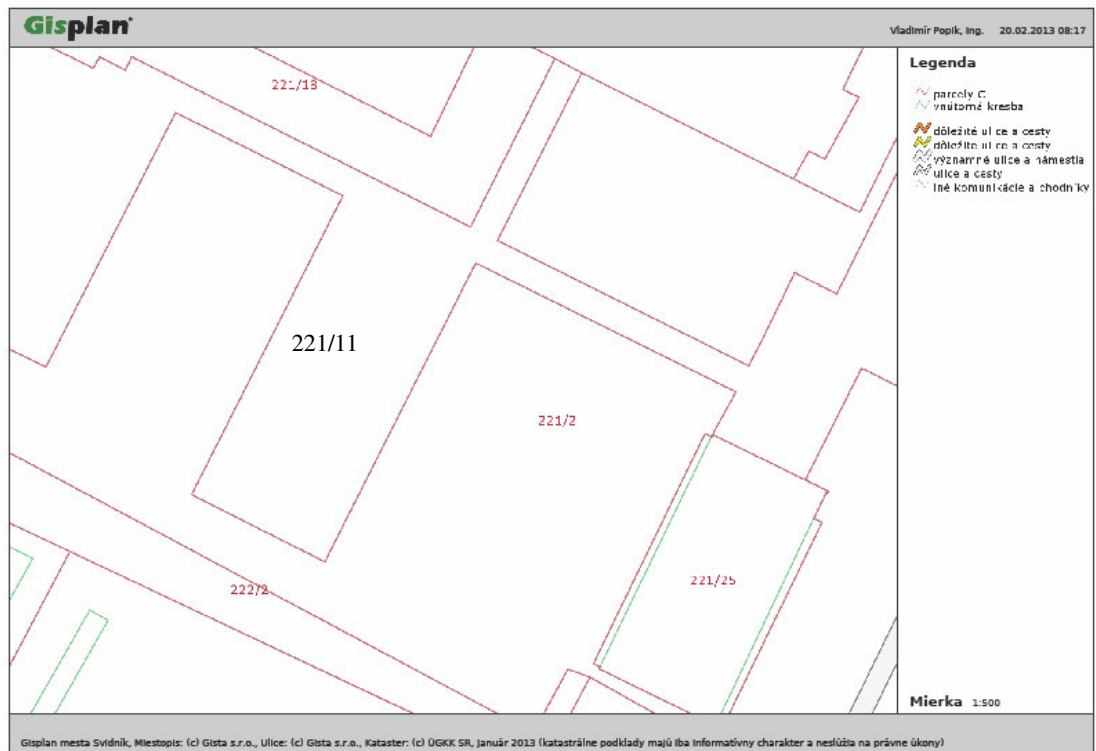 Gisplan
Vladimír Popik, Ing. 20.02.2013 08:17
Legenda
parcely C
vnútorná kresba
dôležité ulice a cesty
dôležite ulice a cesty
významné ulice a námestia
ulice a cesty
iné komunikácie a chodníky
221/13
221/11
221/2
221/25
222/2
Mierka 1:500
Gisplan mesta Svidník, Miestopis: (c) Gista s.r.o., Ulice: (c) Gista s.r.o., Kataster: (c) ÚGKK SR, Január 2013 (katastrálne podklady majú iba informatívny charakter a neslúžia na právne úkony)